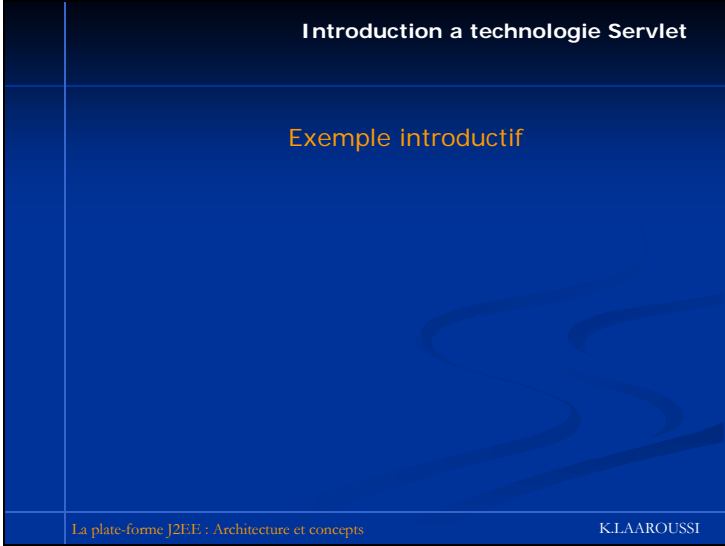 Introduction a technologie Servlet
Exemple introductif
La plate-forme J2EE : Architecture et concepts
K.LAAROUSSI